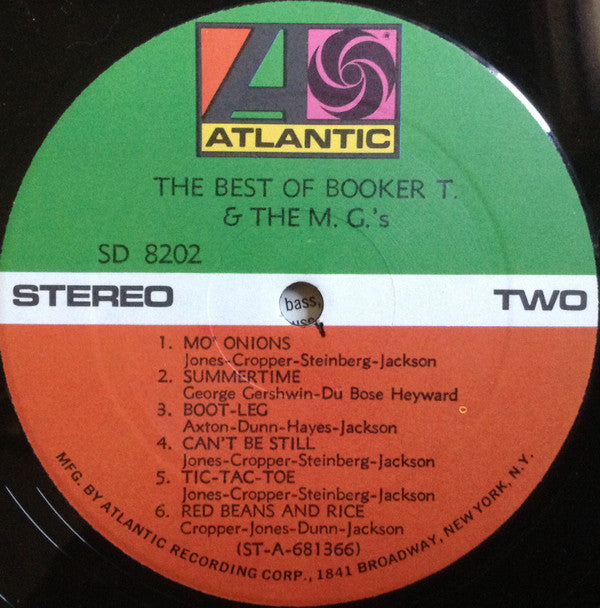 ATLANTIC
THE BEST OF BOOKER T.
& THE M. G.'s
SD 8202
STEREO
bass,
TWO
1. MO' ONIONS
Jones-Cropper-Steinberg-Jackson
2. SUMMERTIME
George Gershwin-Du Bose Heyward
3. BOOT-LEG
Axton-Dunn-Hayes-Jackson
4. CAN'T BE STILL
Jones-Cropper-Steinberg-Jackson
5. TIC-TAC-TOE
Jones-Cropper-Steinberg-Jackson
6. RED BEANS AND RICE
Cropper-Jones-Dunn-Jackson
(ST-A-681366)
MFG. BY ATLANTIC RECORDING CORP., 1841 BROADWAY, NEW YORK, N.Y.